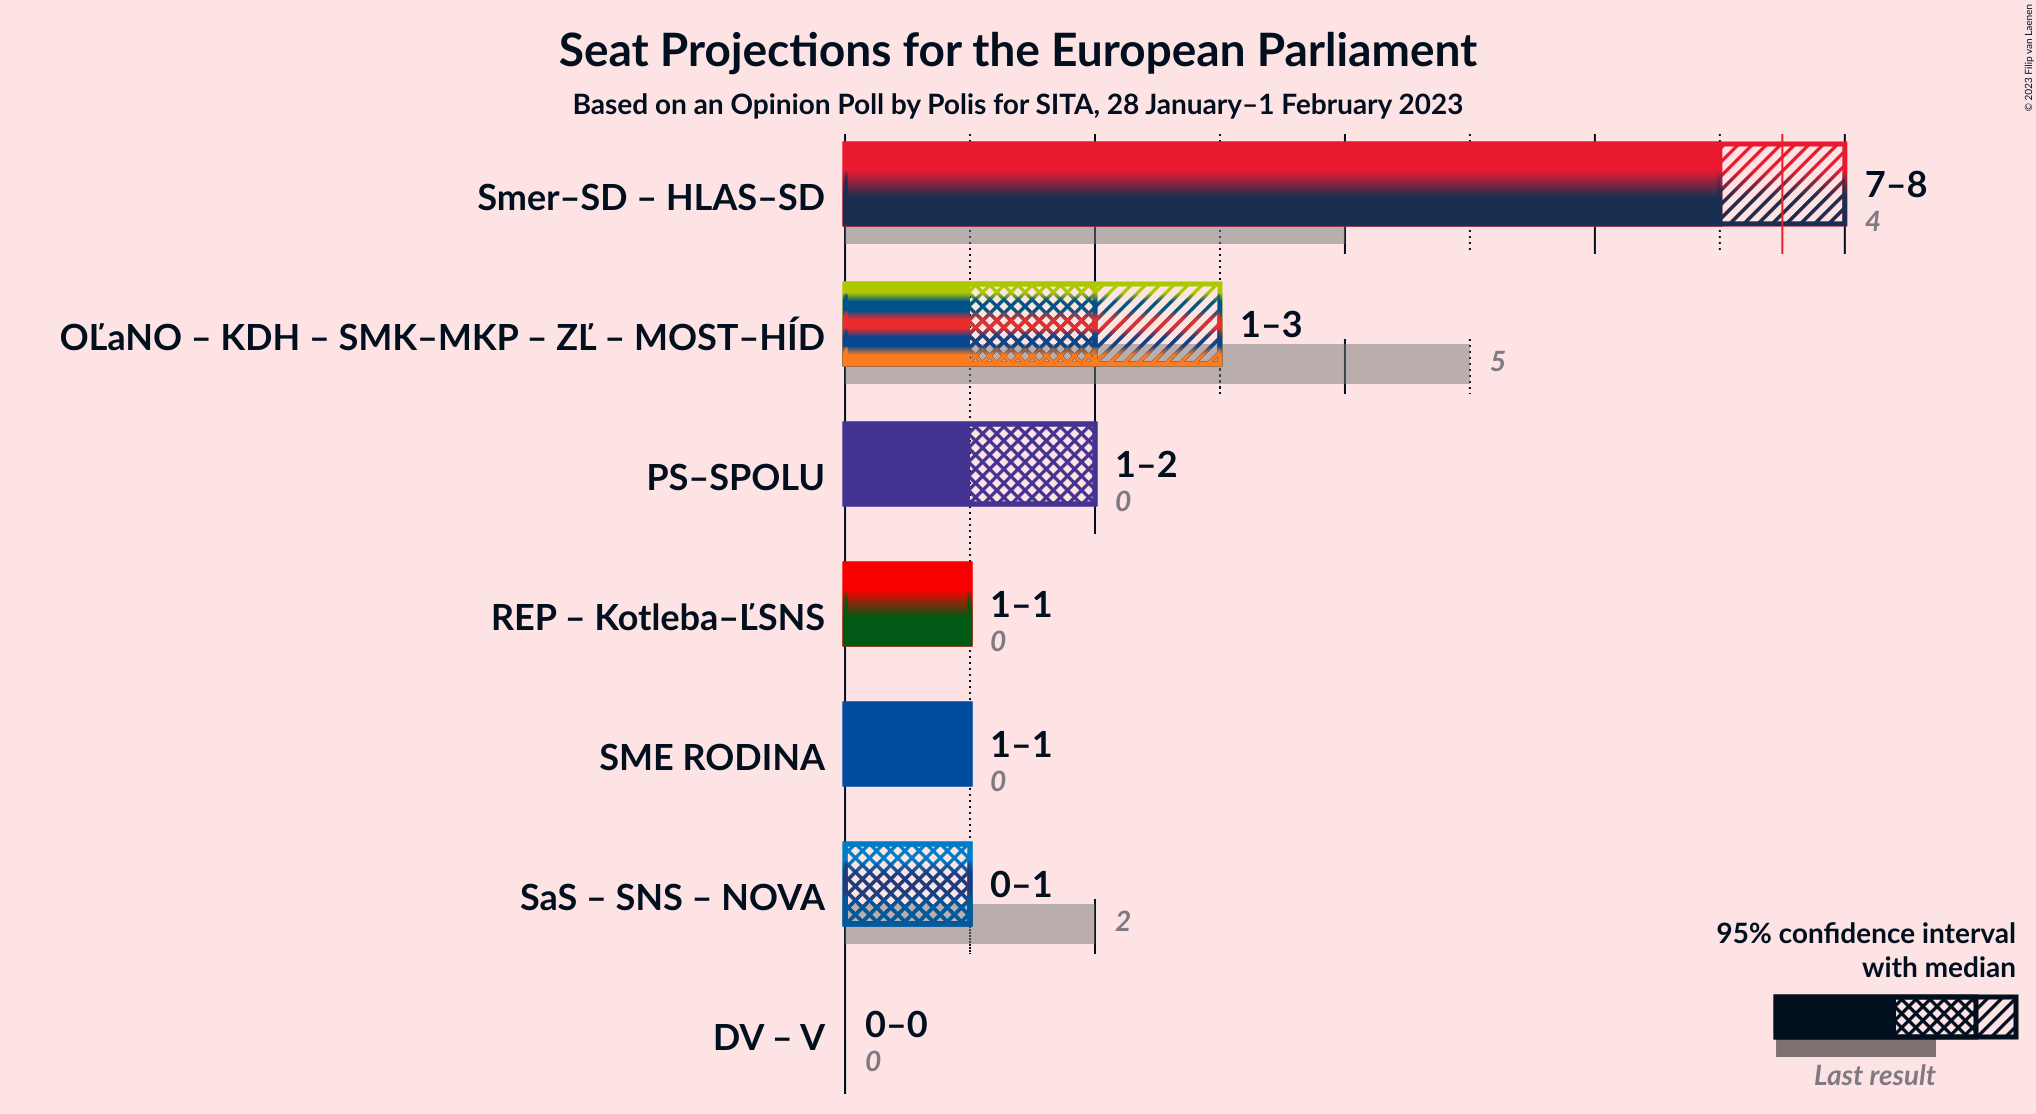 Seat Projections for the European Parliament
Based on an Opinion Poll by Polis for SITA, 28 January–1 February 2023
© 2023 Filip van Laenen
Smer–SD – HLAS–SD
7–8
4
OĽaNO – KDH – SMK–MKP – ZĽ – MOST–HÍD
1–3
5
PS–SPOLU
1–2
0
REP – Kotleba–ĽSNS
1–1
0
SME RODINA
1–1
0
SaS – SNS – NOVA
0–1
2
DV – V
0–0
0
95% confidence interval
with median
Last result